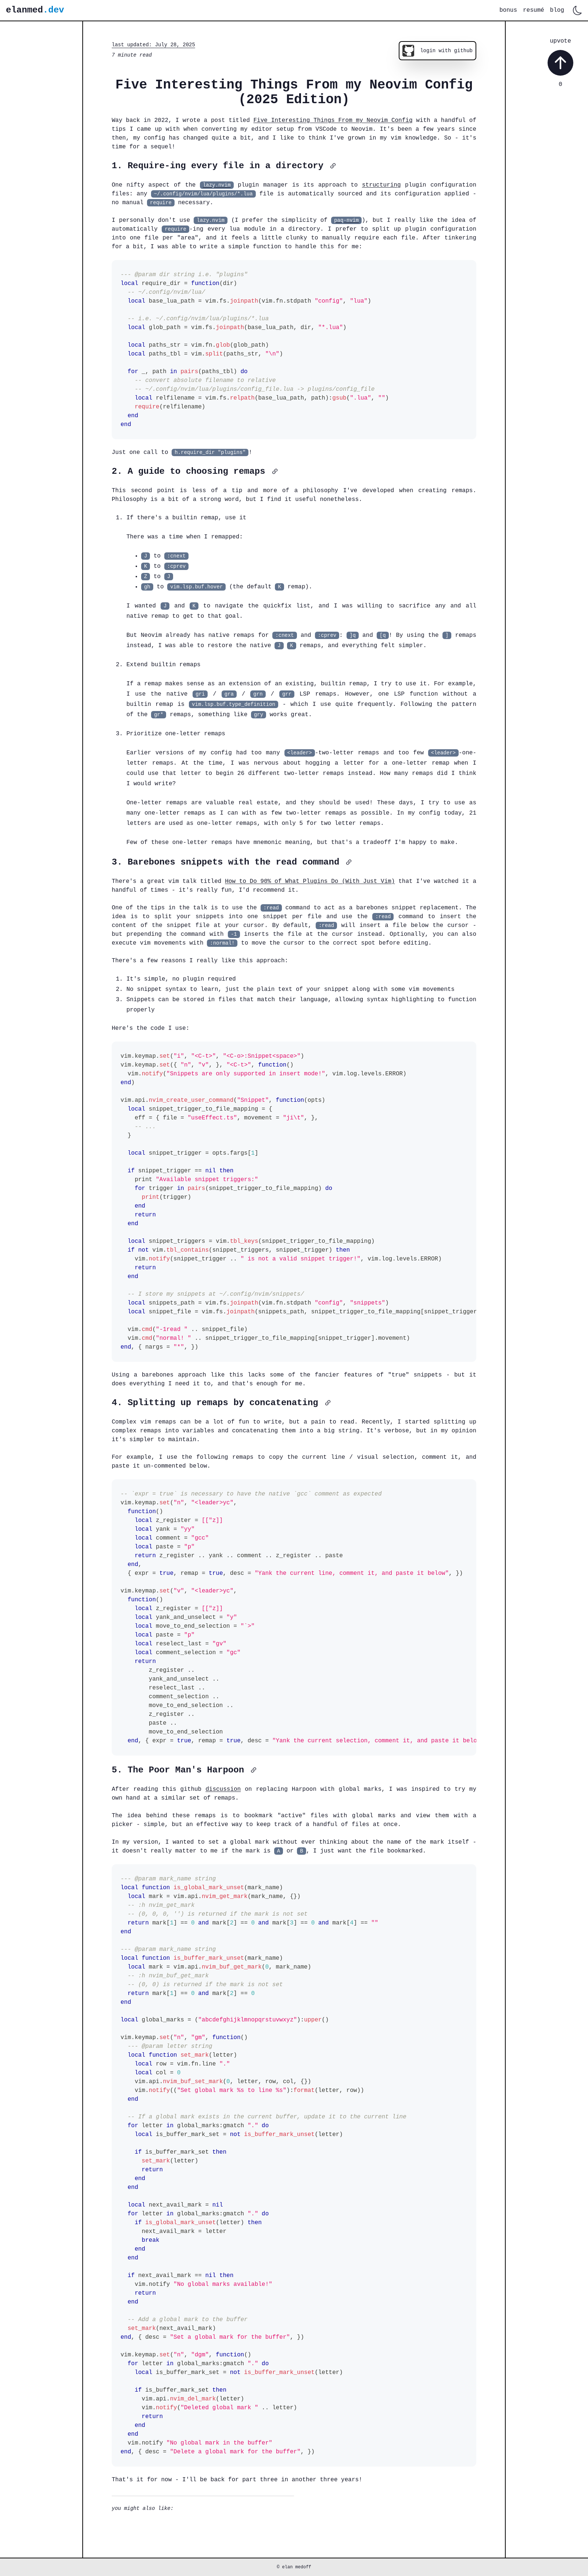 elanmed.dev
bonus resumé blog
last updated: July 28, 2025
7 minute read
login with github
upvote
0
Five Interesting Things From my Neovim Config
(2025 Edition)
Way back in 2022, I wrote a post titled Five Interesting Things From my Neovim Config with a handful of
tips I came up with when converting my editor setup from VSCode to Neovim. It's been a few years since
then, my config has changed quite a bit, and I like to think I've grown in my vim knowledge. So - it's
time for a sequel!
1. Require-ing every file in a directory
One nifty aspect of the lazy.nvim plugin manager is its approach to structuring plugin configuration
files: any ~/.config/nvim/lua/plugins/*.lua file is automatically sourced and its configuration applied -
no manual require necessary.
I personally don't use lazy.nvim (I prefer the simplicity of paq-nvim), but I really like the idea of
automatically require-ing every lua module in a directory. I prefer to split up plugin configuration
into one file per "area", and it feels a little clunky to manually require each file. After tinkering
for a bit, I was able to write a simple function to handle this for me:
--- @param dir string i.e. "plugins"
local require_dir = function(dir)
  -- ~/.config/nvim/lua/
  local base_lua_path = vim.fs.joinpath(vim.fn.stdpath "config", "lua")
  -- i.e. ~/.config/nvim/lua/plugins/*.lua
  local glob_path = vim.fs.joinpath(base_lua_path, dir, "*.lua")
  local paths_str = vim.fn.glob(glob_path)
  local paths_tbl = vim.split(paths_str, "\n")
  for _, path in pairs(paths_tbl) do
    -- convert absolute filename to relative
    -- ~/.config/nvim/lua/plugins/config_file.lua -> plugins/config_file
    local relfilename = vim.fs.relpath(base_lua_path, path):gsub(".lua", "")
    require(relfilename)
  end
end
Just one call to h.require_dir "plugins"!
2. A guide to choosing remaps
This second point is less of a tip and more of a philosophy I've developed when creating remaps.
Philosophy is a bit of a strong word, but I find it useful nonetheless.
1. If there's a builtin remap, use it
There was a time when I remapped:
• J to :cnext
• K to :cprev
• Z to J
• gh to vim.lsp.buf.hover (the default K remap).
I wanted J and K to navigate the quickfix list, and I was willing to sacrifice any and all
native remap to get to that goal.
But Neovim already has native remaps for :cnext and :cprev: ]q and [q) By using the ] remaps
instead, I was able to restore the native J K remaps, and everything felt simpler.
2. Extend builtin remaps
If a remap makes sense as an extension of an existing, builtin remap, I try to use it. For example,
I use the native gri / gra / grn / grr LSP remaps. However, one LSP function without a
builtin remap is vim.lsp.buf.type_definition - which I use quite frequently. Following the pattern
of the gr* remaps, something like gry works great.
3. Prioritize one-letter remaps
Earlier versions of my config had too many <leader>-two-letter remaps and too few <leader>-one-
letter remaps. At the time, I was nervous about hogging a letter for a one-letter remap when I
could use that letter to begin 26 different two-letter remaps instead. How many remaps did I think
I would write?
One-letter remaps are valuable real estate, and they should be used! These days, I try to use as
many one-letter remaps as I can with as few two-letter remaps as possible. In my config today, 21
letters are used as one-letter remaps, with only 5 for two letter remaps.
Few of these one-letter remaps have mnemonic meaning, but that's a tradeoff I'm happy to make.
3. Barebones snippets with the read command
There's a great vim talk titled How to Do 90% of What Plugins Do (With Just Vim) that I've watched it a
handful of times - it's really fun, I'd recommend it.
One of the tips in the talk is to use the :read command to act as a barebones snippet replacement. The
idea is to split your snippets into one snippet per file and use the :read command to insert the
content of the snippet file at your cursor. By default, :read will insert a file below the cursor -
but prepending the command with -1 inserts the file at the cursor instead. Optionally, you can also
execute vim movements with :normal! to move the cursor to the correct spot before editing.
There's a few reasons I really like this approach:
1. It's simple, no plugin required
2. No snippet syntax to learn, just the plain text of your snippet along with some vim movements
3. Snippets can be stored in files that match their language, allowing syntax highlighting to function
properly
Here's the code I use:
vim.keymap.set("i", "<C-t>", "<C-o>:Snippet<space>")
vim.keymap.set({ "n", "v", }, "<C-t>", function()
  vim.notify("Snippets are only supported in insert mode!", vim.log.levels.ERROR)
end)
vim.api.nvim_create_user_command("Snippet", function(opts)
  local snippet_trigger_to_file_mapping = {
    eff = { file = "useEffect.ts", movement = "ji\t", },
    -- ...
  }
  local snippet_trigger = opts.fargs[1]
  if snippet_trigger == nil then
    print "Available snippet triggers:"
    for trigger in pairs(snippet_trigger_to_file_mapping) do
      print(trigger)
    end
    return
  end
  local snippet_triggers = vim.tbl_keys(snippet_trigger_to_file_mapping)
  if not vim.tbl_contains(snippet_triggers, snippet_trigger) then
    vim.notify(snippet_trigger .. " is not a valid snippet trigger!", vim.log.levels.ERROR)
    return
  end
  -- I store my snippets at ~/.config/nvim/snippets/
  local snippets_path = vim.fs.joinpath(vim.fn.stdpath "config", "snippets")
  local snippet_file = vim.fs.joinpath(snippets_path, snippet_trigger_to_file_mapping[snippet_trigger
  vim.cmd("-1read " .. snippet_file)
  vim.cmd("normal! " .. snippet_trigger_to_file_mapping[snippet_trigger].movement)
end, { nargs = "*", })
Using a barebones approach like this lacks some of the fancier features of "true" snippets - but it
does everything I need it to, and that's enough for me.
4. Splitting up remaps by concatenating
Complex vim remaps can be a lot of fun to write, but a pain to read. Recently, I started splitting up
complex remaps into variables and concatenating them into a big string. It's verbose, but in my opinion
it's simpler to maintain.
For example, I use the following remaps to copy the current line / visual selection, comment it, and
paste it un-commented below.
-- `expr = true` is necessary to have the native `gcc` comment as expected
vim.keymap.set("n", "<leader>yc",
  function()
    local z_register = [["z]]
    local yank = "yy"
    local comment = "gcc"
    local paste = "p"
    return z_register .. yank .. comment .. z_register .. paste
  end,
  { expr = true, remap = true, desc = "Yank the current line, comment it, and paste it below", })
vim.keymap.set("v", "<leader>yc",
  function()
    local z_register = [["z]]
    local yank_and_unselect = "y"
    local move_to_end_selection = "`>"
    local paste = "p"
    local reselect_last = "gv"
    local comment_selection = "gc"
    return
        z_register ..
        yank_and_unselect ..
        reselect_last ..
        comment_selection ..
        move_to_end_selection ..
        z_register ..
        paste ..
        move_to_end_selection
  end, { expr = true, remap = true, desc = "Yank the current selection, comment it, and paste it belo
5. The Poor Man's Harpoon
After reading this github discussion on replacing Harpoon with global marks, I was inspired to try my
own hand at a similar set of remaps.
The idea behind these remaps is to bookmark "active" files with global marks and view them with a
picker - simple, but an effective way to keep track of a handful of files at once.
In my version, I wanted to set a global mark without ever thinking about the name of the mark itself -
it doesn't really matter to me if the mark is A or B, I just want the file bookmarked.
--- @param mark_name string
local function is_global_mark_unset(mark_name)
  local mark = vim.api.nvim_get_mark(mark_name, {})
  -- :h nvim_get_mark
  -- (0, 0, 0, '') is returned if the mark is not set
  return mark[1] == 0 and mark[2] == 0 and mark[3] == 0 and mark[4] == ""
end
--- @param mark_name string
local function is_buffer_mark_unset(mark_name)
  local mark = vim.api.nvim_buf_get_mark(0, mark_name)
  -- :h nvim_buf_get_mark
  -- (0, 0) is returned if the mark is not set
  return mark[1] == 0 and mark[2] == 0
end
local global_marks = ("abcdefghijklmnopqrstuvwxyz"):upper()
vim.keymap.set("n", "gm", function()
  --- @param letter string
  local function set_mark(letter)
    local row = vim.fn.line "."
    local col = 0
    vim.api.nvim_buf_set_mark(0, letter, row, col, {})
    vim.notify(("Set global mark %s to line %s"):format(letter, row))
  end
  -- If a global mark exists in the current buffer, update it to the current line
  for letter in global_marks:gmatch "." do
    local is_buffer_mark_set = not is_buffer_mark_unset(letter)
    if is_buffer_mark_set then
      set_mark(letter)
      return
    end
  end
  local next_avail_mark = nil
  for letter in global_marks:gmatch "." do
    if is_global_mark_unset(letter) then
      next_avail_mark = letter
      break
    end
  end
  if next_avail_mark == nil then
    vim.notify "No global marks available!"
    return
  end
  -- Add a global mark to the buffer
  set_mark(next_avail_mark)
end, { desc = "Set a global mark for the buffer", })
vim.keymap.set("n", "dgm", function()
  for letter in global_marks:gmatch "." do
    local is_buffer_mark_set = not is_buffer_mark_unset(letter)
    if is_buffer_mark_set then
      vim.api.nvim_del_mark(letter)
      vim.notify("Deleted global mark " .. letter)
      return
    end
  end
  vim.notify "No global mark in the buffer"
end, { desc = "Delete a global mark for the buffer", })
That's it for now - I'll be back for part three in another three years!
you might also like:
© elan medoff